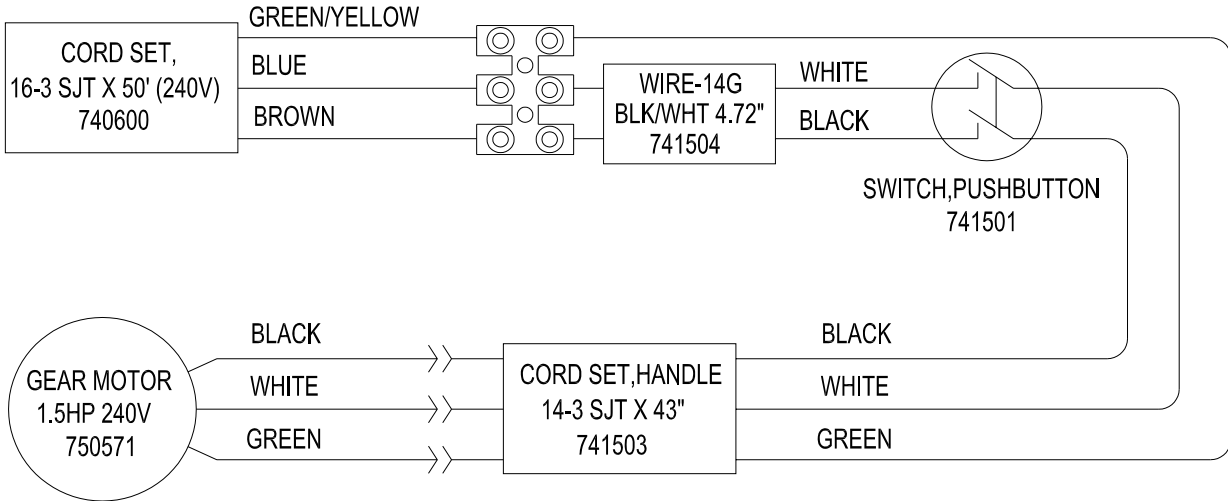 GREEN/YELLOW
CORD SET,
16-3 SJT X 50' (240V)
740600
BLUE
BROWN
WIRE-14G
BLK/WHT 4.72"
741504
WHITE
BLACK
SWITCH,PUSHBUTTON
741501
GEAR MOTOR
1.5HP 240V
750571
BLACK
WHITE
GREEN
CORD SET,HANDLE
14-3 SJT X 43"
741503
BLACK
WHITE
GREEN